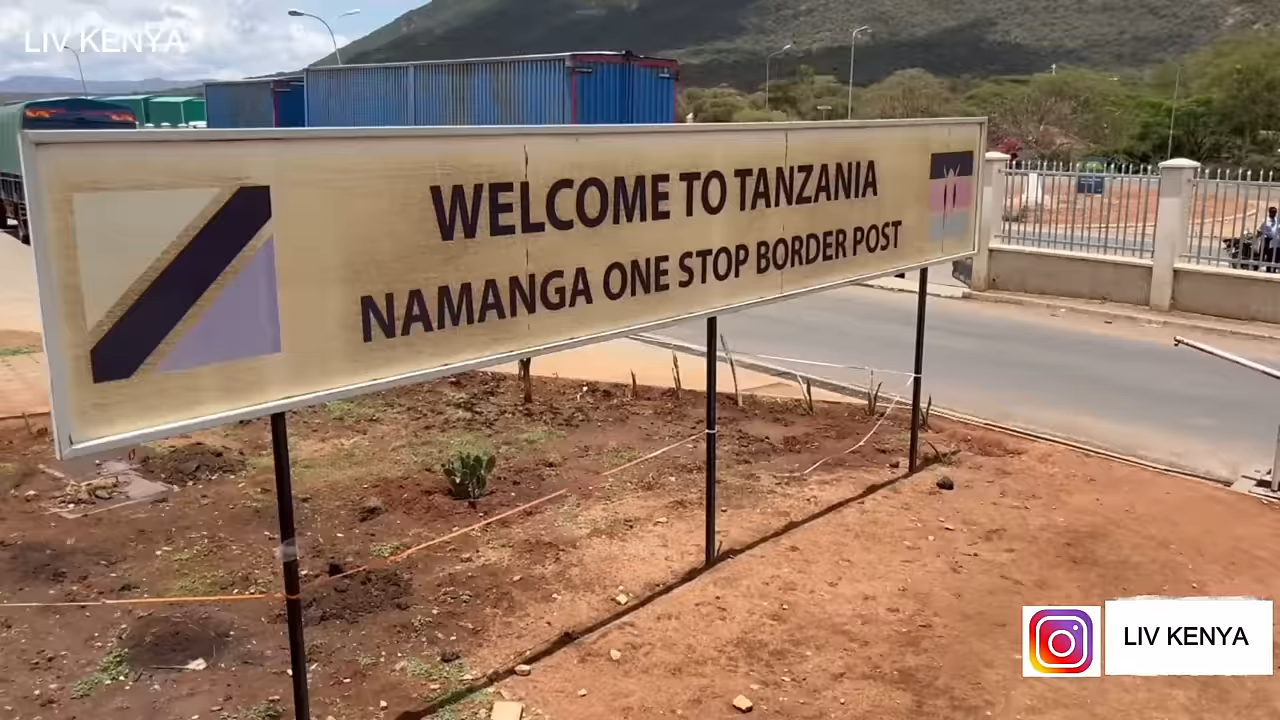 LIV KENYA
WELCOME TO TANZANIA
NAMANGA ONE STOP BORDER POST
LIV KENYA